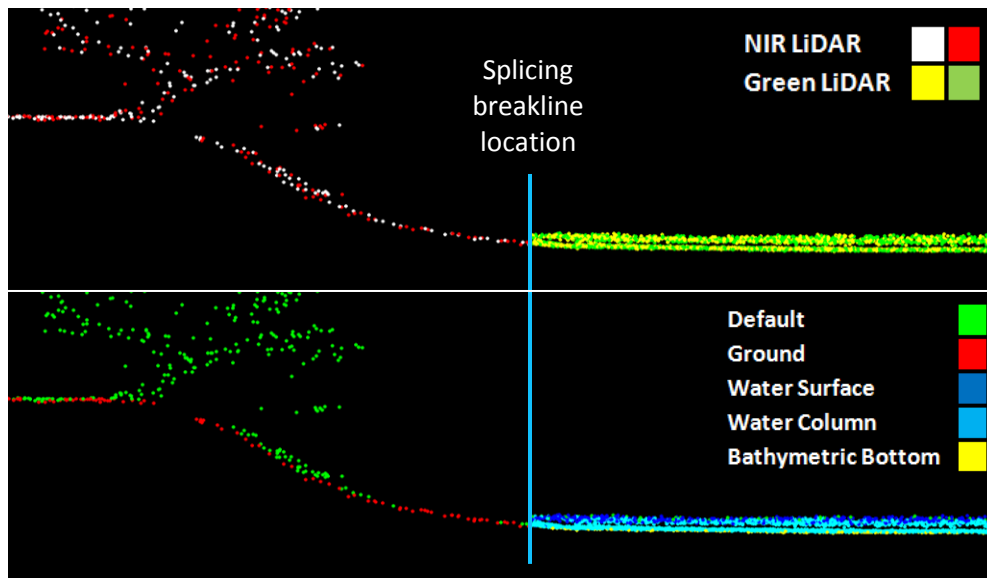 Splicing
breakline
location
NIR LiDAR
Green LiDAR
Default
Ground
Water Surface
Water Column
Bathymetric Bottom